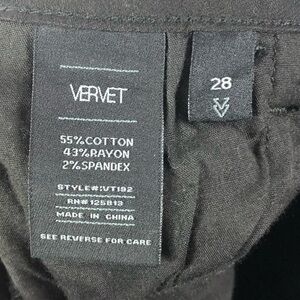 VERVET
55%COTTON
43%RAYON
2%SPANDEX
STYLE#:VT192
RN#125813
MADE IN CHINA
SEE REVERSE FOR CARE
28